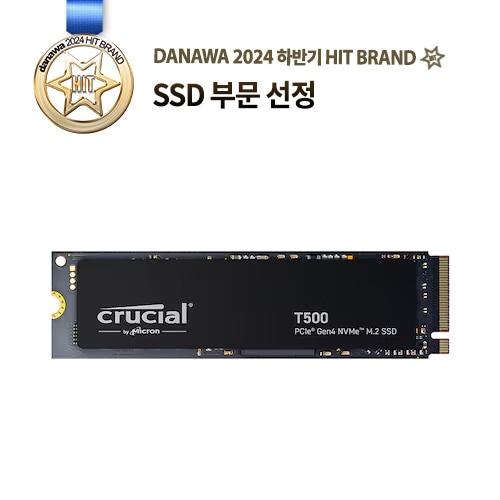 danawa 2024 HIT BRAND
HIT
DANAWA 2024 하반기 HIT BRAND
SSD 부문 선정
crucial
by Micron
T500
PCIe® Gen4 NVMe™ M.2 SSD